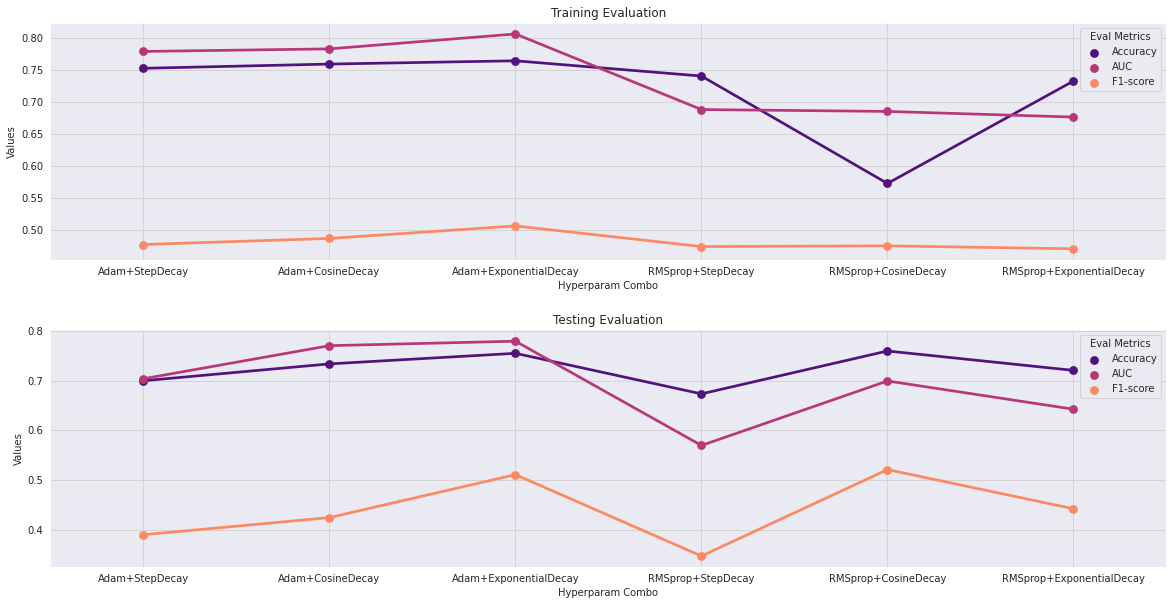 Training Evaluation
Eval Metrics
Accuracy
AUC
F1-score
0.80
0.75
0.70
0.65
0.60
0.55
0.50
Values
Adam+StepDecay Adam+CosineDecay Adam+ExponentialDecay RMSprop+StepDecay RMSprop+CosineDecay RMSprop+ExponentialDecay
Hyperparam Combo
Testing Evaluation
Eval Metrics
Accuracy
AUC
F1-score
0.8
0.7
0.6
0.5
0.4
Values
Adam+StepDecay Adam+CosineDecay Adam+ExponentialDecay RMSprop+StepDecay RMSprop+CosineDecay RMSprop+ExponentialDecay
Hyperparam Combo